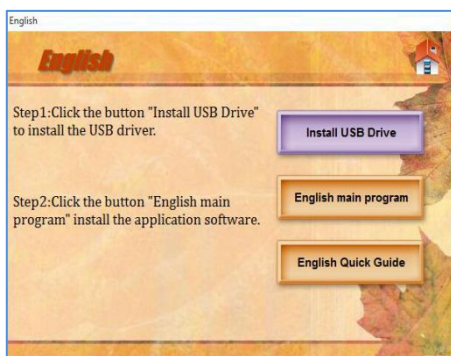 English
English
Step1:Click the button "Install USB Drive"
to install the USB driver.
Install USB Drive
Step2:Click the button "English main
program" install the application software.
English main program
English Quick Guide